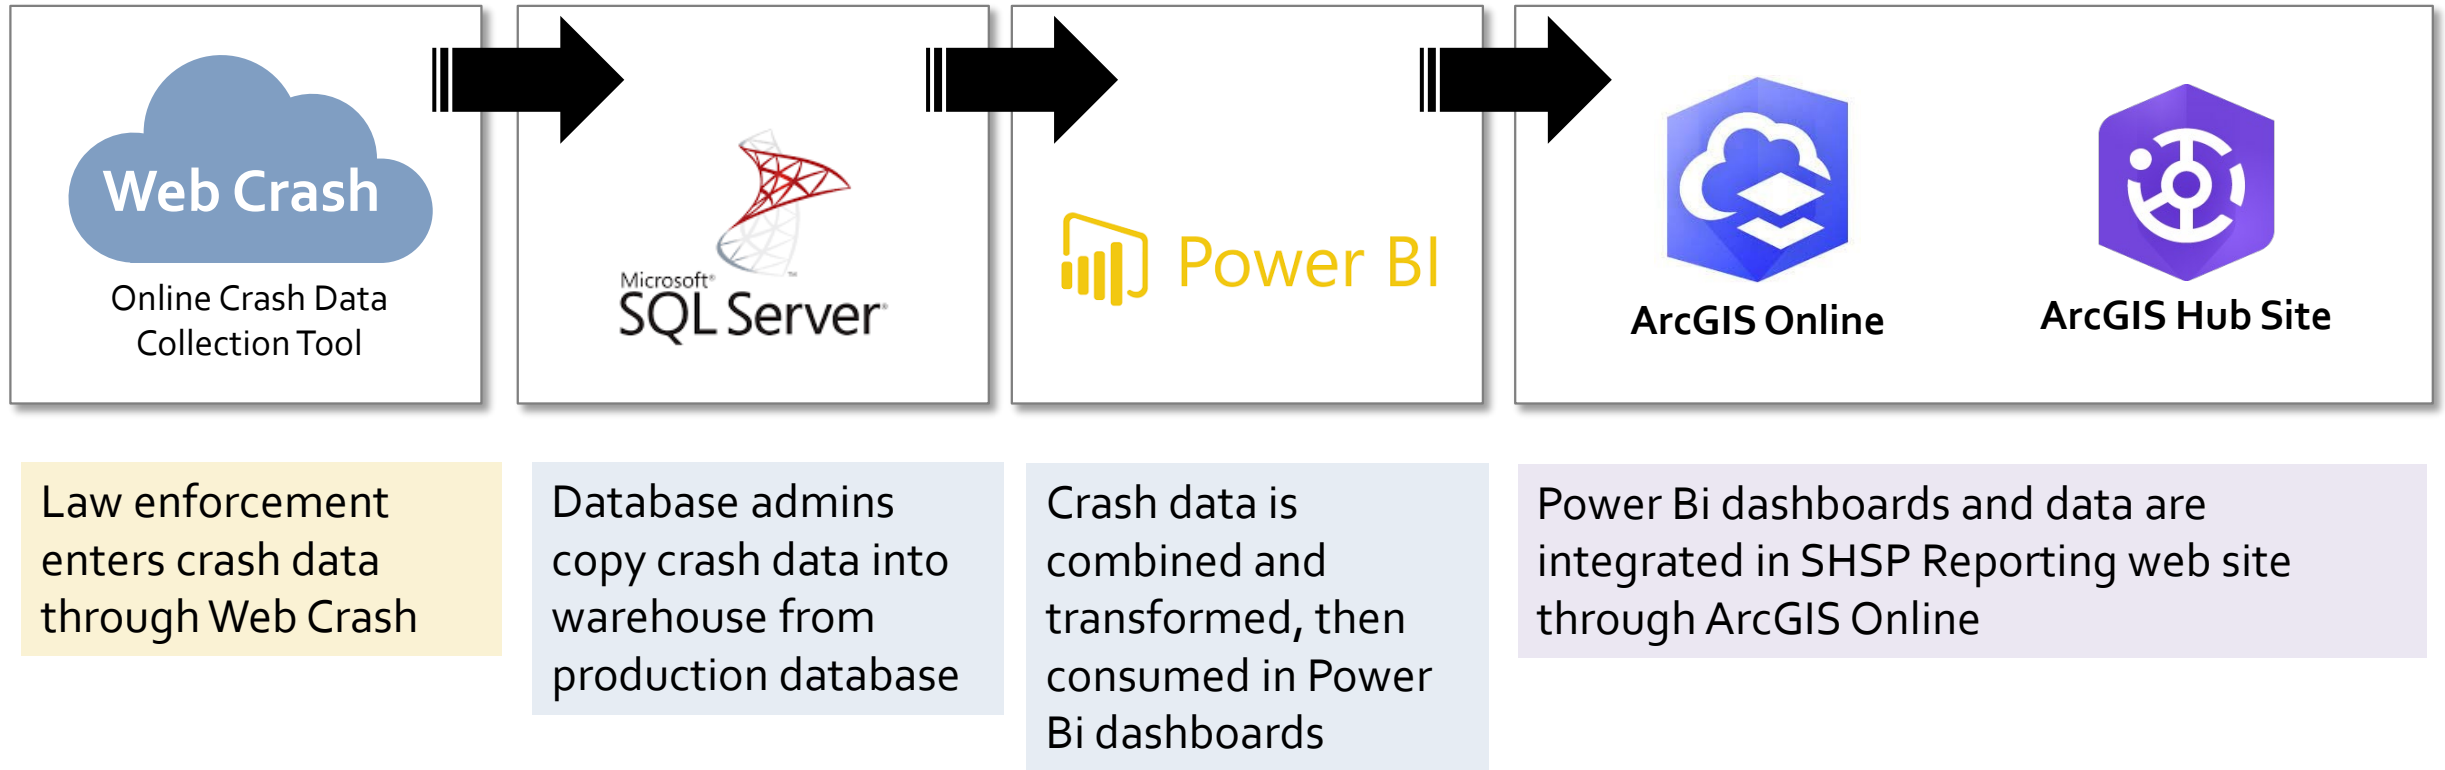 Web Crash
Online Crash Data
Collection Tool
Microsoft®
SQL Server®
™
Power BI
ArcGIS Online
ArcGIS Hub Site
Law enforcement
enters crash data
through Web Crash
Database admins
copy crash data into
warehouse from
production database
Crash data is
combined and
transformed, then
consumed in Power
Bi dashboards
Power Bi dashboards and data are
integrated in SHSP Reporting web site
through ArcGIS Online